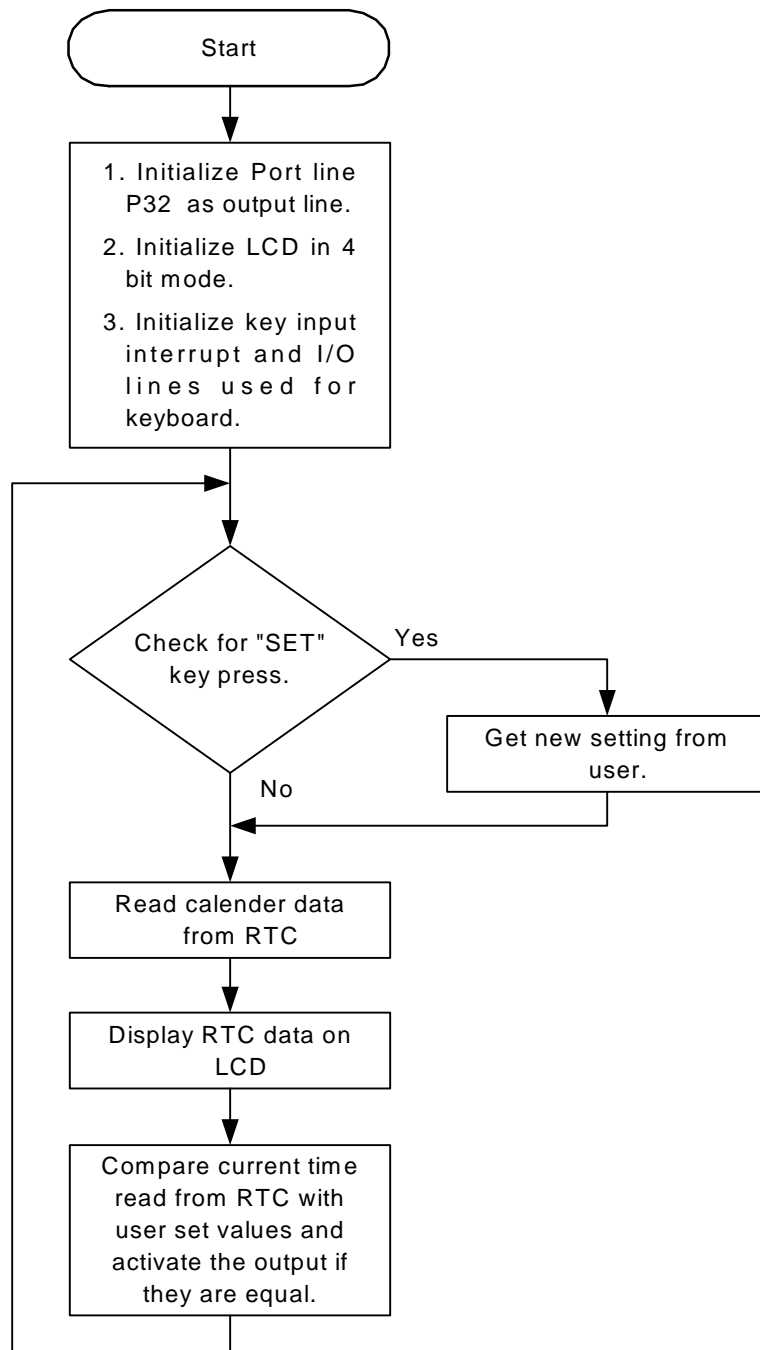 Start
1. Initialize Port line
P32 as output line.
2. Initialize LCD in 4
bit mode.
3. Initialize key input
interrupt and I/O
lines used for
keyboard.
Check for "SET"
key press.
Yes
Get new setting from
user.
No
Read calender data
from RTC
Display RTC data on
LCD
Compare current time
read from RTC with
user set values and
activate the output if
they are equal.